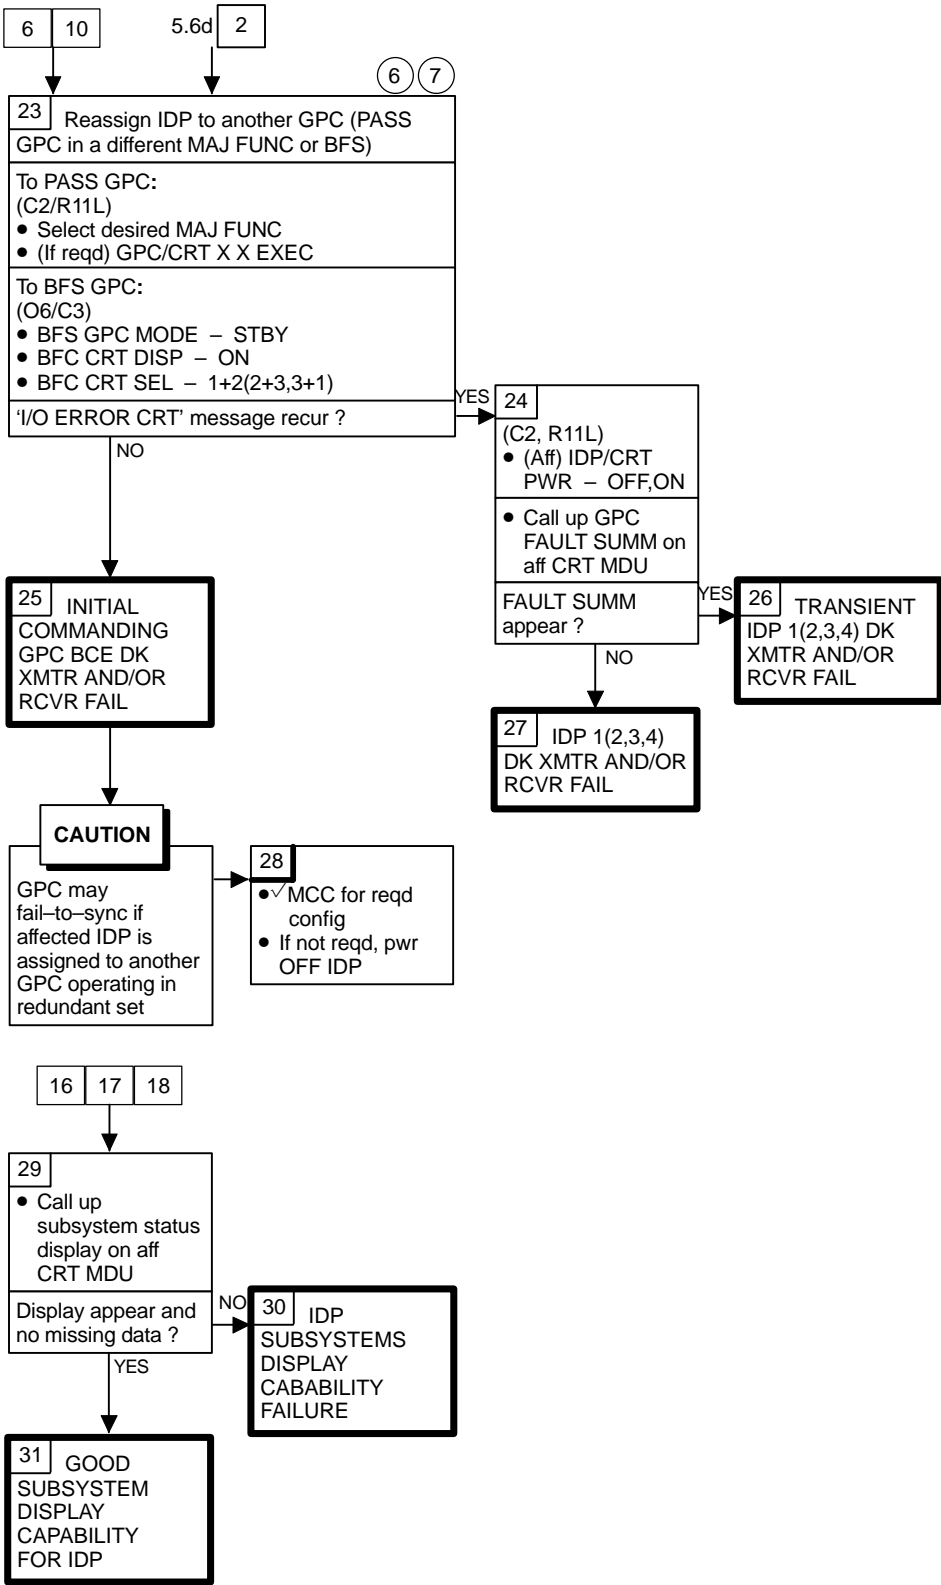 6 10 5.6d 2
6 7
23 Reassign IDP to another GPC (PASS
GPC in a different MAJ FUNC or BFS)
To PASS GPC:
(C2/R11L)
• Select desired MAJ FUNC
• (If reqd) GPC/CRT X X EXEC
To BFS GPC:
(O6/C3)
• BFS GPC MODE – STBY
• BFC CRT DISP – ON
• BFC CRT SEL – 1+2(2+3,3+1)
‘I/O ERROR CRT’ message recur ?
YES
NO
24
(C2, R11L)
• (Aff) IDP/CRT
PWR – OFF,ON
• Call up GPC
FAULT SUMM on
aff CRT MDU
FAULT SUMM
appear ?
YES
NO
25 INITIAL
COMMANDING
GPC BCE DK
XMTR AND/OR
RCVR FAIL
26 TRANSIENT
IDP 1(2,3,4) DK
XMTR AND/OR
RCVR FAIL
27 IDP 1(2,3,4)
DK XMTR AND/OR
RCVR FAIL
CAUTION
GPC may
fail–to–sync if
affected IDP is
assigned to another
GPC operating in
redundant set
28
• √MCC for reqd
config
• If not reqd, pwr
OFF IDP
16 17 18
29
• Call up
subsystem status
display on aff
CRT MDU
Display appear and
no missing data ?
NO
YES
30 IDP
SUBSYSTEMS
DISPLAY
CABABILITY
FAILURE
31 GOOD
SUBSYSTEM
DISPLAY
CAPABILITY
FOR IDP